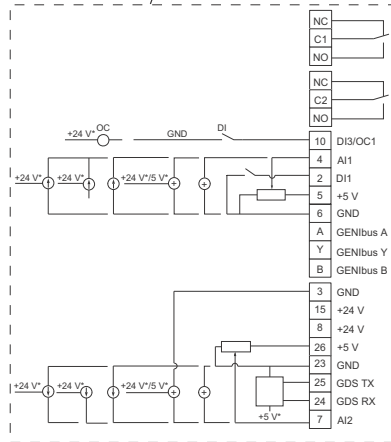 NC
C1
NO
NC
C2
NO
+24 V* OC GND DI 10 DI3/OC1
4 AI1
2 DI1
+24 V* +24 V* +24 V*/5 V* 5 +5 V
6 GND
A GENIbus A
Y GENIbus Y
B GENIbus B
3 GND
15 +24 V
8 +24 V
26 +5 V
23 GND
+24 V* +24 V* +24 V*/5 V* 25 GDS TX
24 GDS RX
+5 V* 7 AI2